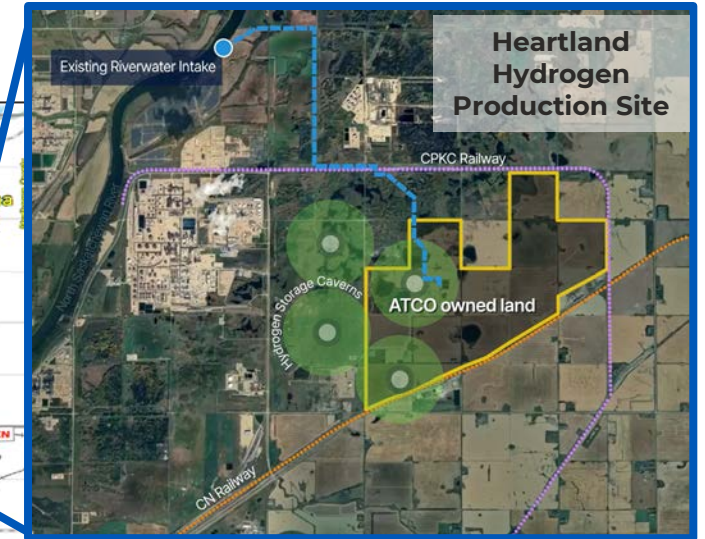 Heartland
Hydrogen
Production Site
Existing Riverwater Intake
CPKC Railway
North Saskatchewan River
Hydrogen Storage Caverns
ATCO owned land
CN Railway